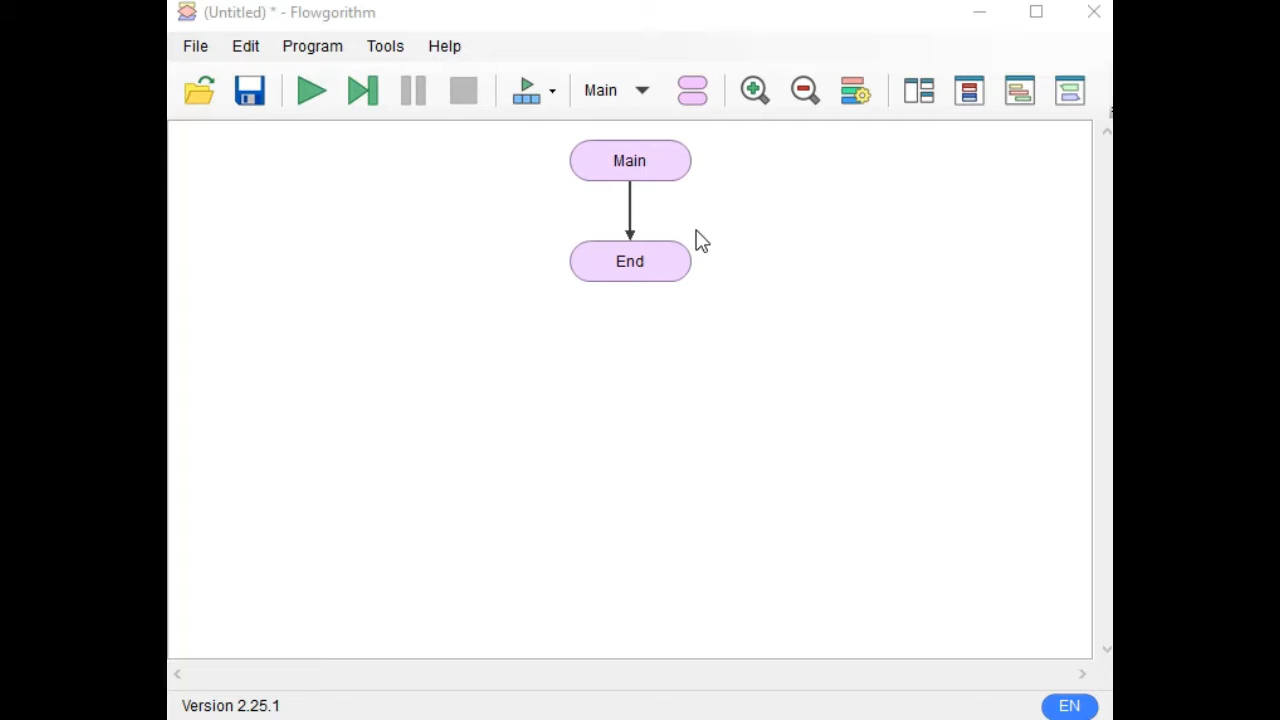 (Untitled) * - Flowgorithm
File Edit Program Tools Help
Main
Main
End
Version 2.25.1 EN